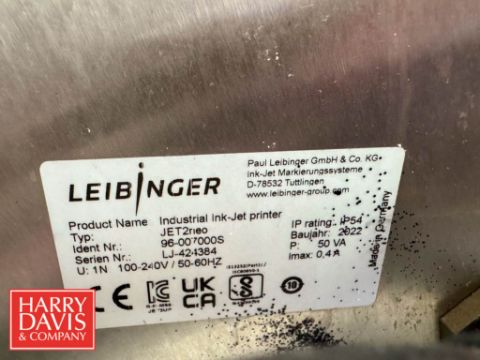 LEIBINGER
Paul Leibinger GmbH & Co. KG
Ink-Jet Markierungssysteme
D-78532 Tuttlingen
www.leibinger-group.com
Product Name Industrial Ink-Jet printer
Typ: JET2neo
Ident Nr.: 96-007000S
Serien Nr.: LJ-424384
U: 1N 100-240V / 50-60HZ
IP rating: IP54
Baujahr: 2022
P: 50 VA
Imax: 0,4 A
Germany
CE
UK
CA
10
HARRY
DAVIS
& COMPANY